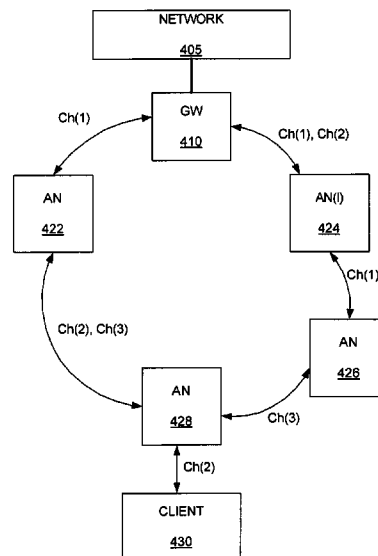 NETWORK
405
Ch(1)
GW
410
Ch(1), Ch(2)
AN
422
AN(I)
424
Ch(1)
Ch(2), Ch(3)
AN
426
AN
428
Ch(3)
Ch(2)
CLIENT
430